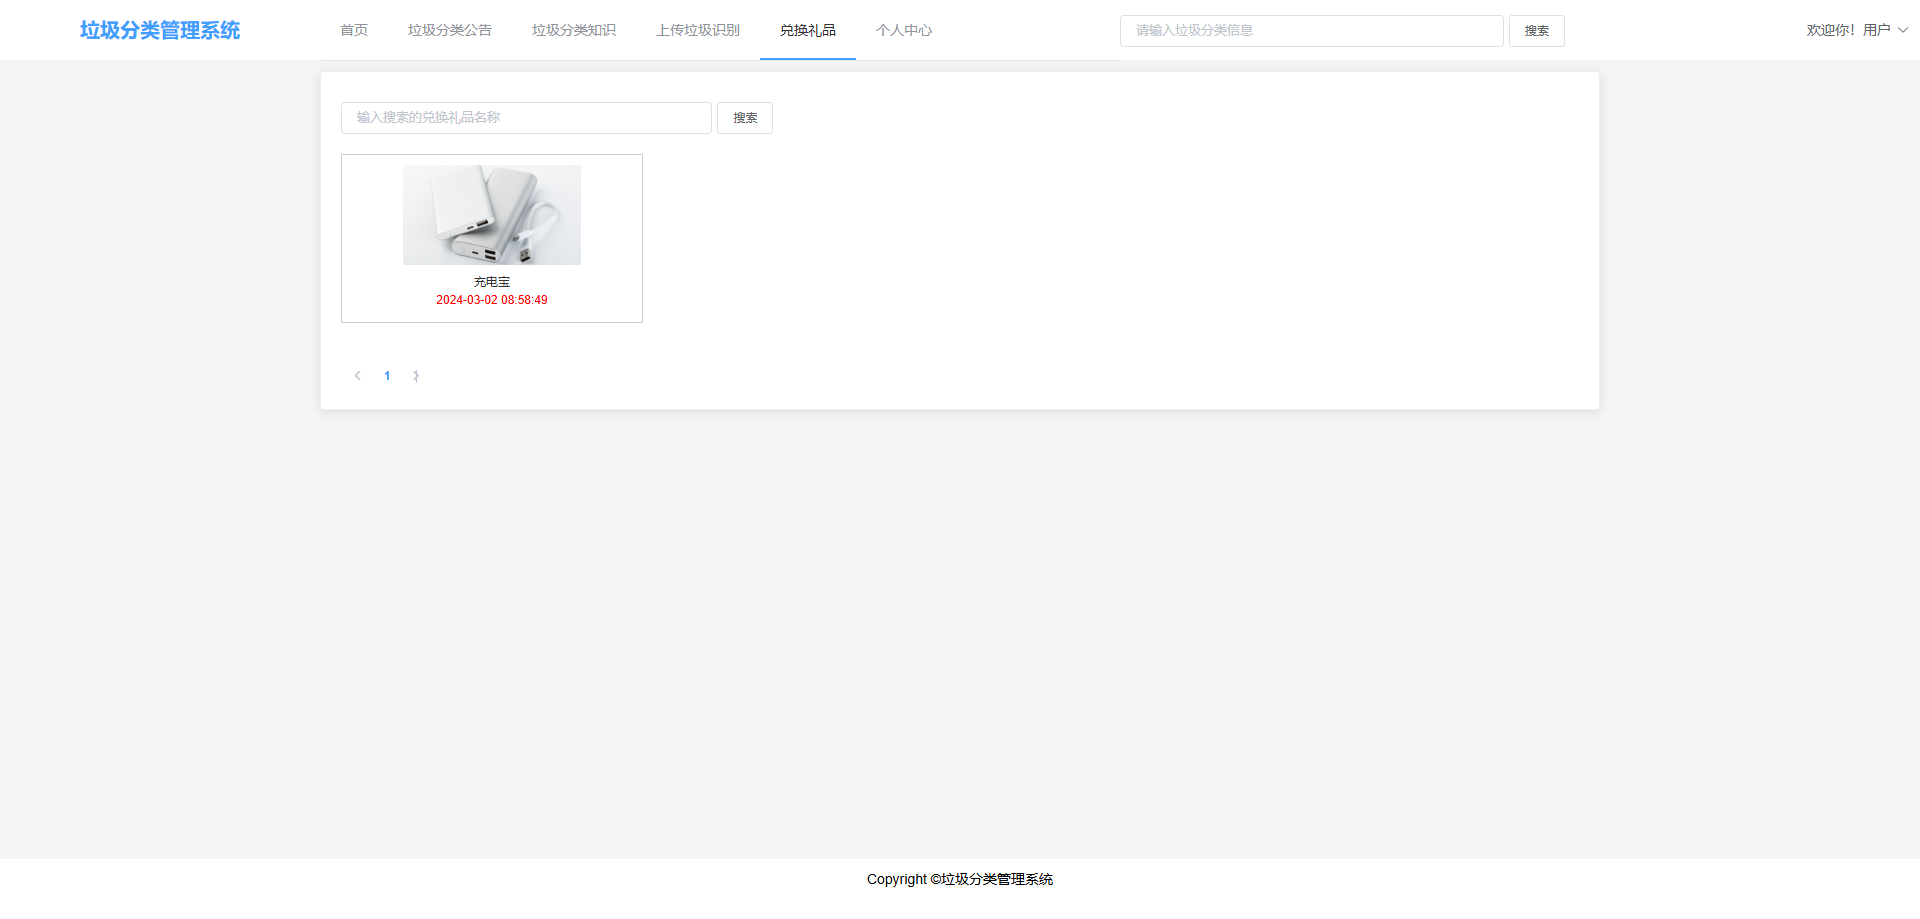 垃圾分类管理系统
首页
垃圾分类公告
垃圾分类知识
上传垃圾识别
兑换礼品
个人中心
请输入垃圾分类信息
搜索
欢迎你！用户
输入搜索的兑换礼品名称
搜索
充电宝
2024-03-02 08:58:49
1
Copyright ©垃圾分类管理系统